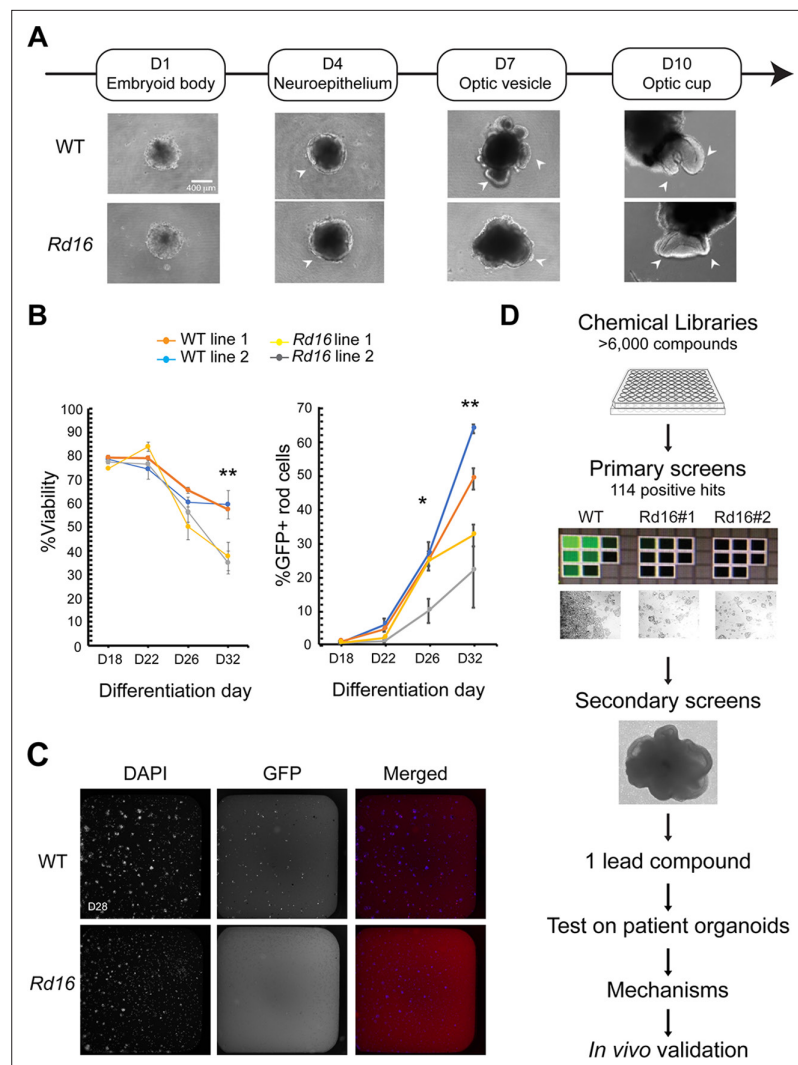 A
D1
Embryoid body
D4
Neuroepithelium
D7
Optic vesicle
D10
Optic cup
WT
400 µm
Rd16
B
WT line 1
Rd16 line 1
WT line 2
Rd16 line 2
%Viability
100
90
80
70
60
50
40
30
20
10
0
**
D18 D22 D26 D32
Differentiation day
%GFP+ rod cells
70
60
50
40
30
20
10
0
*
**
D18 D22 D26 D32
Differentiation day
C
DAPI GFP Merged
WT
D28
Rd16
D
Chemical Libraries
>6,000 compounds
Primary screens
114 positive hits
WT Rd16#1 Rd16#2
Secondary screens
1 lead compound
Test on patient organoids
Mechanisms
In vivo validation